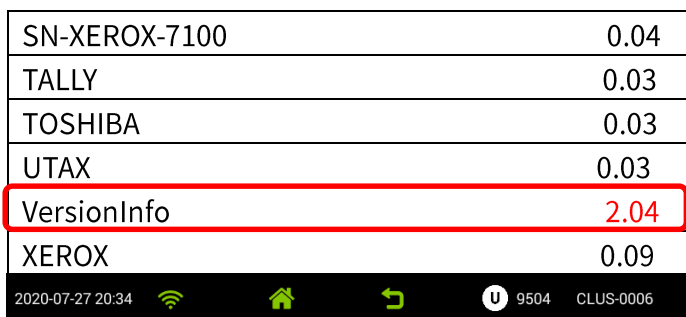 SN-XEROX-7100 0.04
TALLY 0.03
TOSHIBA 0.03
UTAX 0.03
VersionInfo 2.04
XEROX 0.09
2020-07-27 20:34 U 9504 CLUS-0006